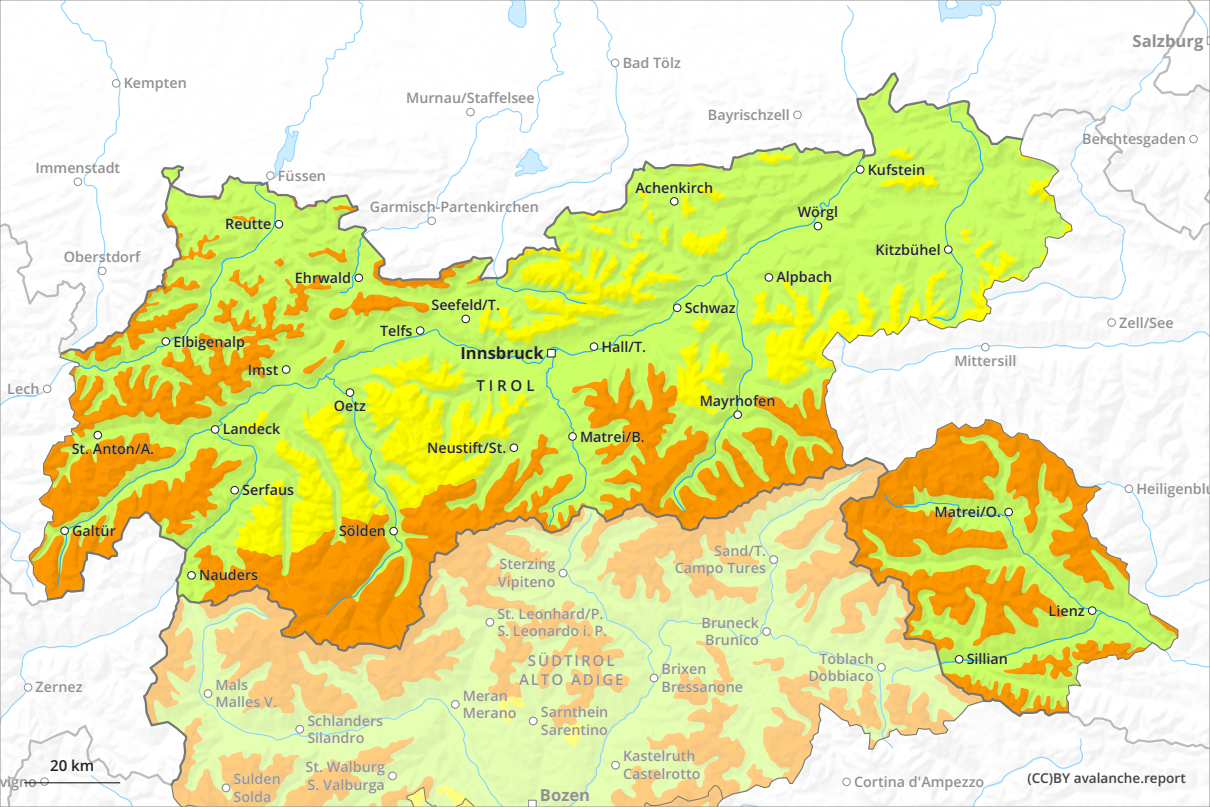 Salzburg
Bad Tölz
Kempten
Murnau/Staffelsee
Bayrischzell
Berchtesgaden
Immenstadt
Füssen
Kufstein
Achenkirch
Garmisch-Partenkirchen
Wörgl
Reutte
Kitzbühel
Oberstdorf
Ehrwald
Alpbach
Seefeld/T.
Schwaz
Telfs
Zell/See
Elbigenalp
Innsbruck
Hall/T.
Mittersill
Imst
TIROL
Lech
Oetz
Mayrhofen
Landeck
Matrei/B.
St. Anton/A.
Neustift/St.
Serfaus
Heiligenblu
Matrei/O.
Galtür
Sölden
Sterzing
Vipiteno
Sand/T.
Campo Tures
Nauders
St. Leonhard/P.
S. Leonardo i. P.
Lienz
Bruneck
Brunico
SÜDTIROL
ALTO ADIGE
Sillian
Toblach
Dobbiaco
Brixen
Bressanone
Zernez
Mals
Malles V.
Meran
Merano
Sarnthein
Sarentino
Schlanders
Silandro
Kastelruth
Castelrotto
20 km
St. Walburg
S. Valburga
vigno
Sulden
Solda
Cortina d'Ampezzo
(CC)BY avalanche.report
Bozen